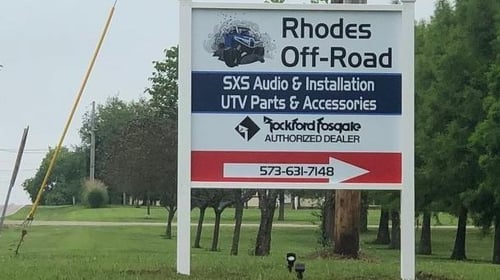 Rhodes
Off-Road
SXS Audio & Installation
UTV Parts & Accessories
Rockford Fosgate
AUTHORIZED DEALER
573-631-7148